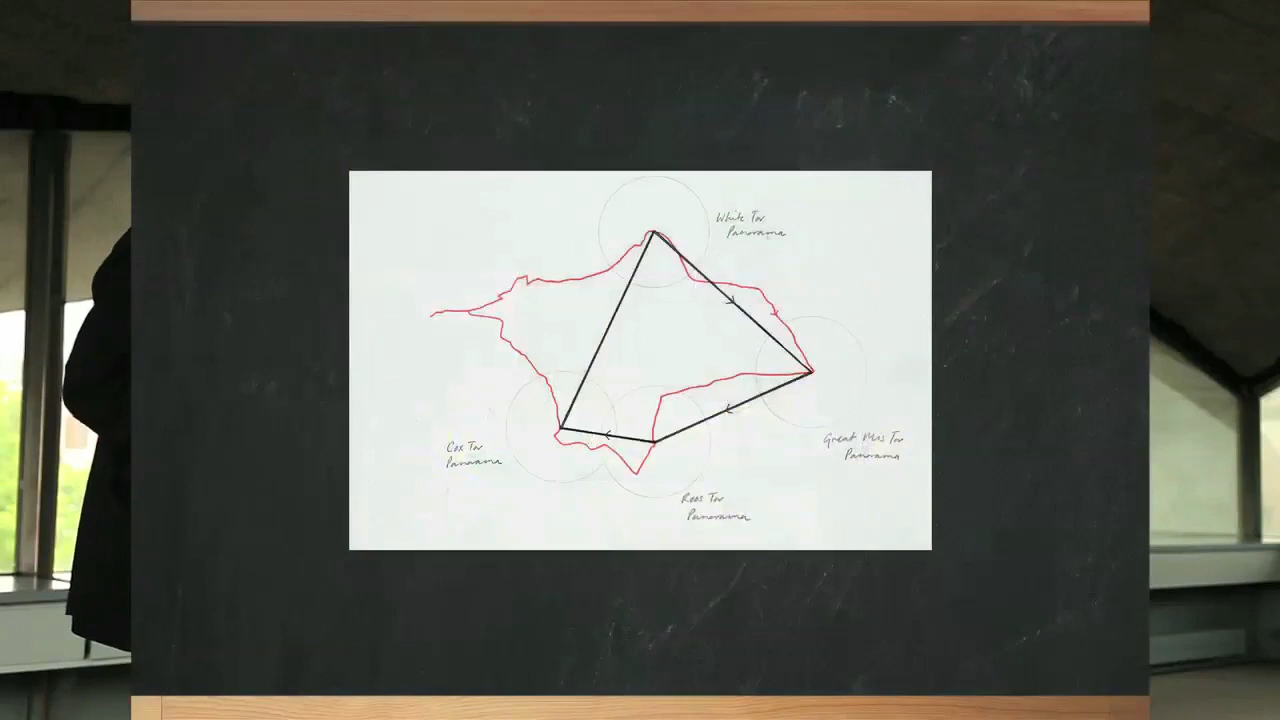 White Tor
Panorama
Great Mis Tor
Panorama
Cox Tor
Panorama
Roos Tor
Panorama